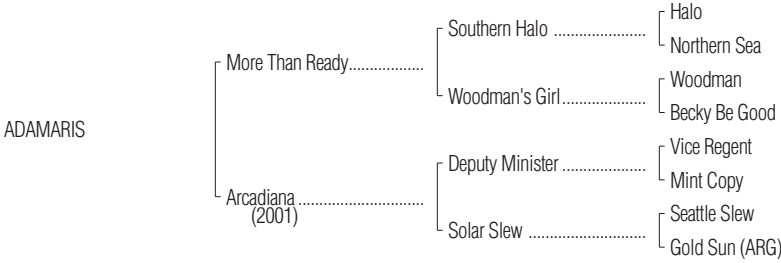 Halo
Southern Halo ......................
Northern Sea
More Than Ready..................
Woodman
Woodman's Girl....................
Becky Be Good
ADAMARIS
Vice Regent
Deputy Minister ....................
Mint Copy
Arcadiana ..............................
(2001)
Seattle Slew
Solar Slew ............................
Gold Sun (ARG)